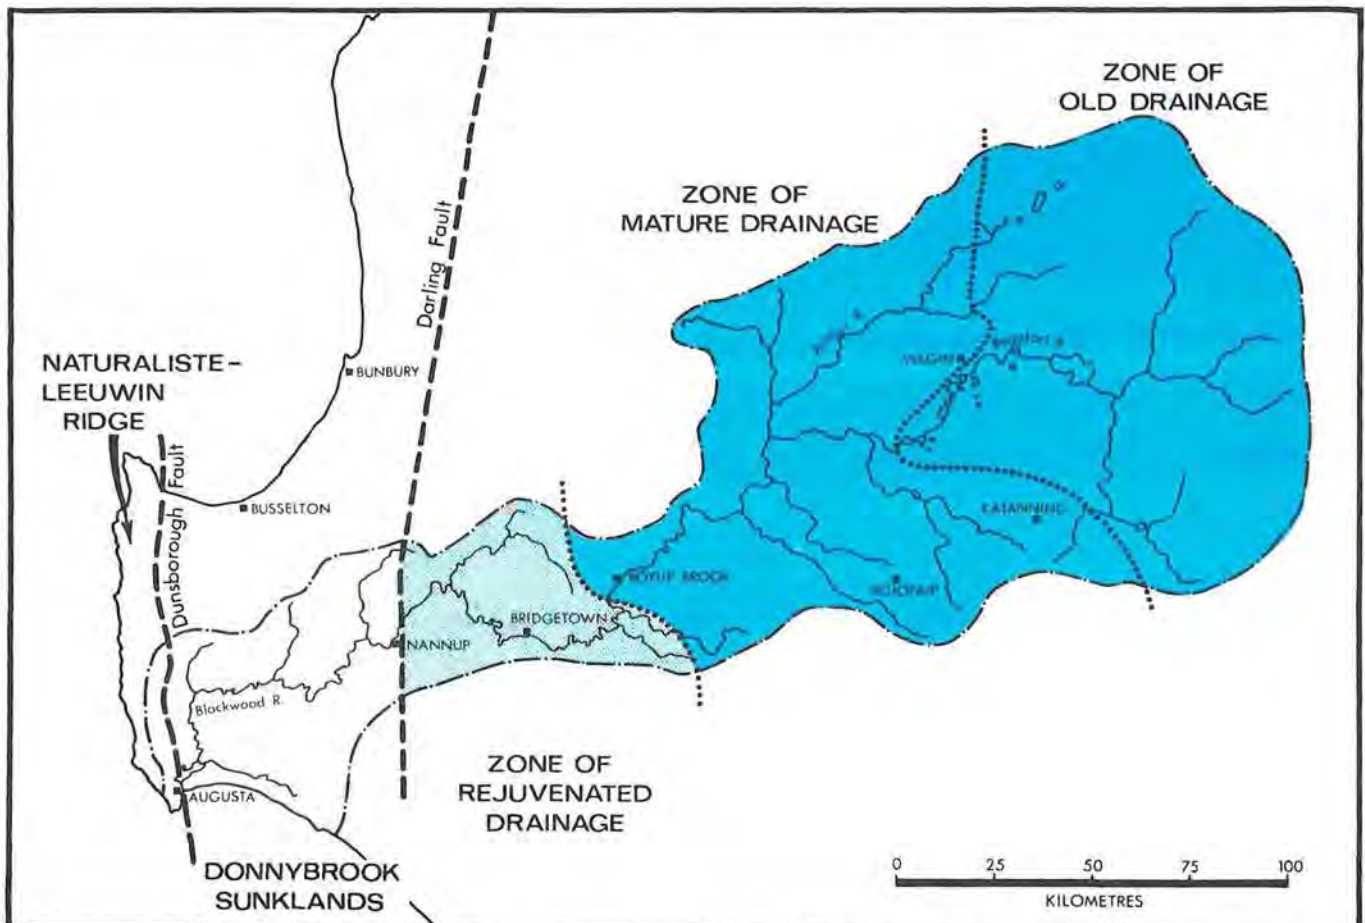 ZONE OF
OLD DRAINAGE
ZONE OF
MATURE DRAINAGE
Darling Fault
NATURALISTE-
LEEUWIN
RIDGE
BUNBURY
WAGIN
Dunsborough Fault
BUSSELTON
KATANNING
BOYUP BROOK
KOJONUP
BRIDGETOWN
NANNUP
Blackwood R.
AUGUSTA
ZONE OF
REJUVENATED
DRAINAGE
DONNYBROOK
SUNKLANDS
0 25 50 75 100
KILOMETRES